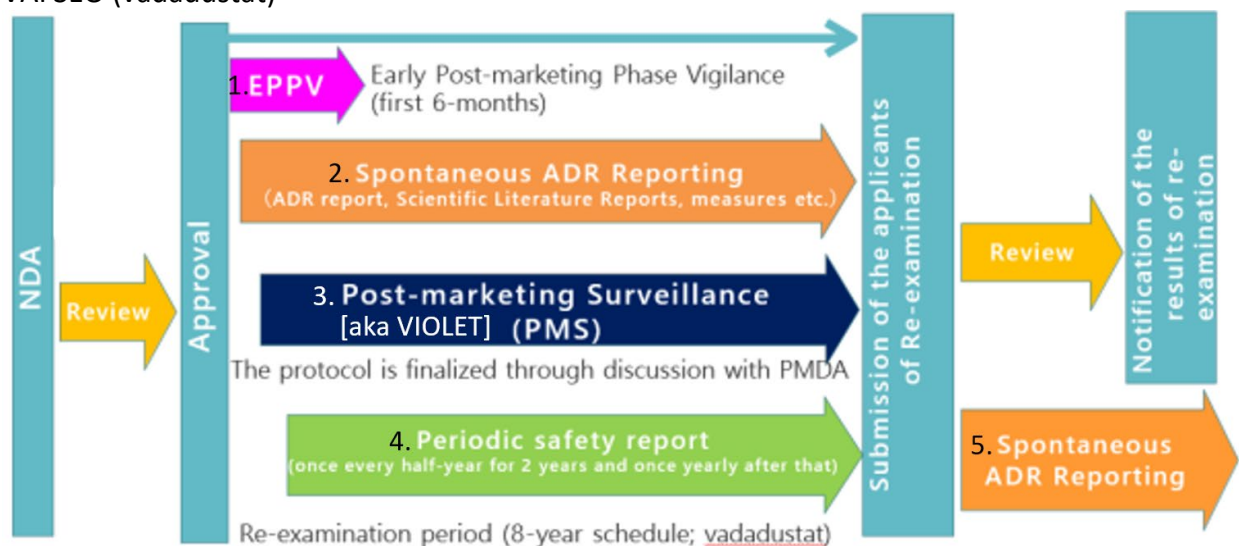 VAFSEO (vadadustat)
NDA
Review
Approval
1.EPPV
Early Post-marketing Phase Vigilance
(first 6-months)
2. Spontaneous ADR Reporting
(ADR report, Scientific Literature Reports, measures etc.)
3. Post-marketing Surveillance
[aka VIOLET] (PMS)
The protocol is finalized through discussion with PMDA
4. Periodic safety report
(once every half-year for 2 years and once yearly after that)
Re-examination period (8-year schedule; vadadustat)
Submission of the applicants
of Re-examination
Review
Notification of the
results of re-
examination
5. Spontaneous
ADR Reporting